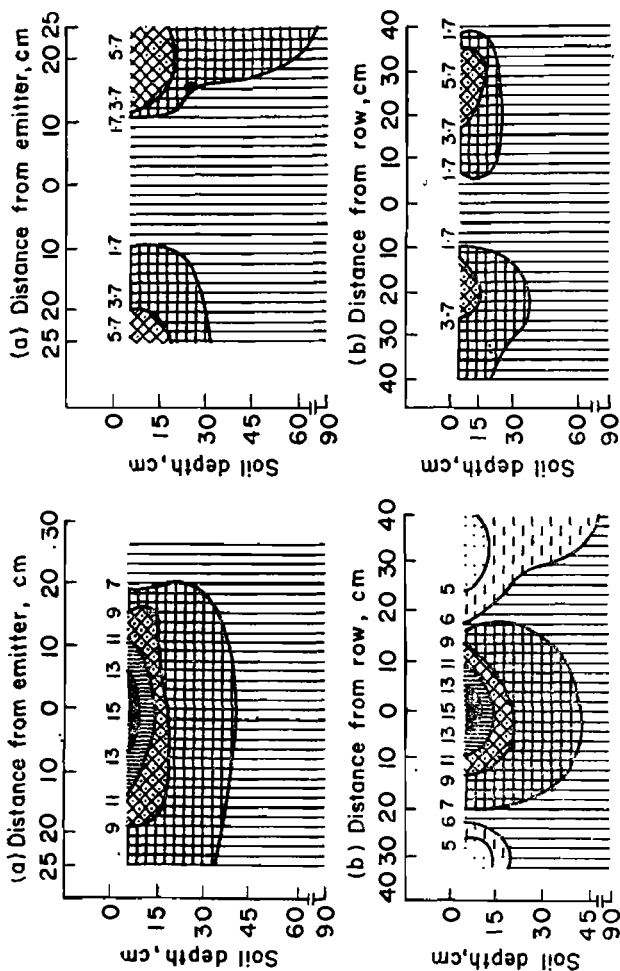 (a) Distance from emitter, cm
25 20 10 0 10 20 30
9 11 13 15 13 11 9 7
0
15
30
60
90
Soil depth,cm
(b) Distance from row, cm
40 30 20 10 0 10 20 30 40
5 6 7 9 11 13 15 13 11 9 6 5
0
15
30
60
90
Soil depth,cm
(a) Distance from emitter,cm
25 20 10 0 10 20 25
5·7 3·7 1·7 1·7,3·7 5·7
0
15
30
60
90
Soil depth,cm
(b) Distance from row, cm
40 30 20 10 0 10 20 30 40
3·7 1·7 1·7 3·7 5·7 1·7
0
15
30
60
90
Soil depth,cm